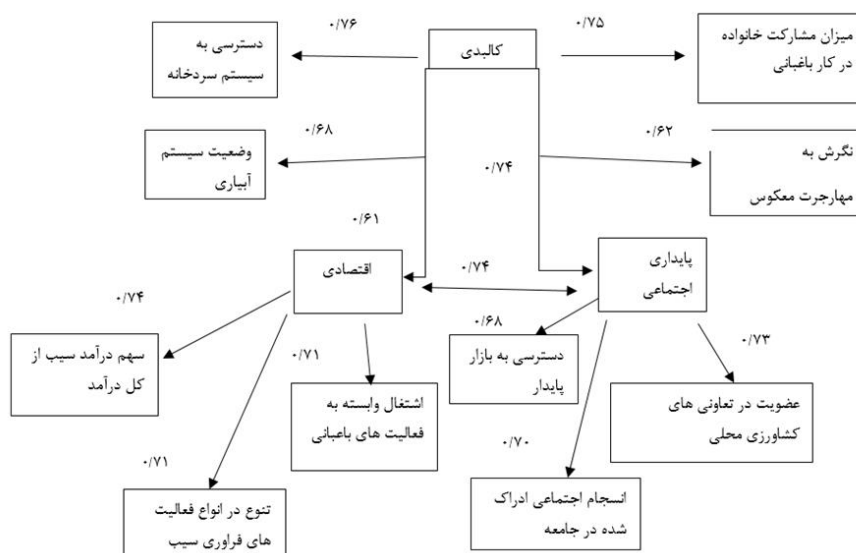 ۰/۷۶
۰/۷۵
میزان مشارکت خانواده
در کار باغبانی
کالبدی
دسترسی به
سیستم سردخانه
۰/۶۸
۰/۶۲
نگرش به
مهارجرت معکوس
۰/۷۴
وضعیت سیستم
آبیاری
۰/۶۱
پایداری
اجتماعی
۰/۷۴
اقتصادی
۰/۷۴
۰/۶۸
۰/۷۳
دسترسی به بازار
پایدار
۰/۷۱
سهم درآمد سیب از
کل درآمد
عضویت در تعاونی های
کشاورزی محلی
اشتغال وابسته به
فعالیت های باعبانی
۰/۷۰
۰/۷۱
انسجام اجتماعی ادراک
شده در جامعه
تنوع در انواع فعالیت
های فراوری سیب